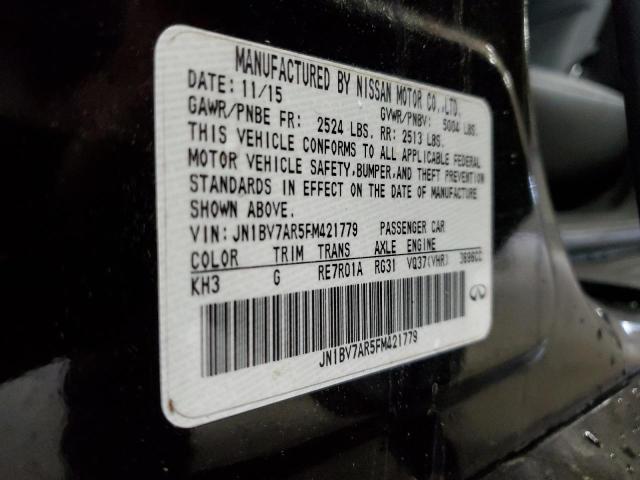 MANUFACTURED BY NISSAN MOTOR CO.,LTD.
DATE: 11/15 GVWR/PNBV: 5004 LBS.
GAWR/PNBE FR: 2524 LBS. RR: 2513 LBS.
THIS VEHICLE CONFORMS TO ALL APPLICABLE FEDERAL
MOTOR VEHICLE SAFETY,BUMPER,AND THEFT PREVENTION
STANDARDS IN EFFECT ON THE DATE OF MANUFACTURE
SHOWN ABOVE.
VIN: JN1BV7AR5FM421779 PASSENGER CAR
COLOR TRIM TRANS AXLE ENGINE
KH3 G RE7R01A RG31 VQ37(VHR) 3696CC
JN1BV7AR5FM421779